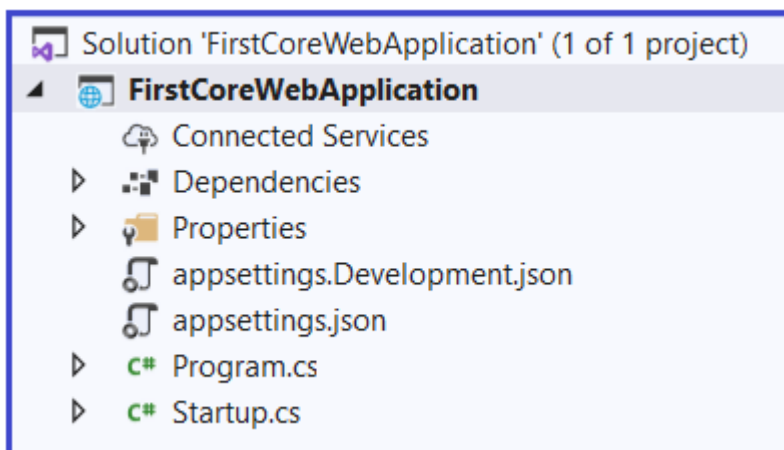 Solution 'FirstCoreWebApplication' (1 of 1 project)
FirstCoreWebApplication
Connected Services
Dependencies
Properties
appsettings.Development.json
appsettings.json
C# Program.cs
C# Startup.cs